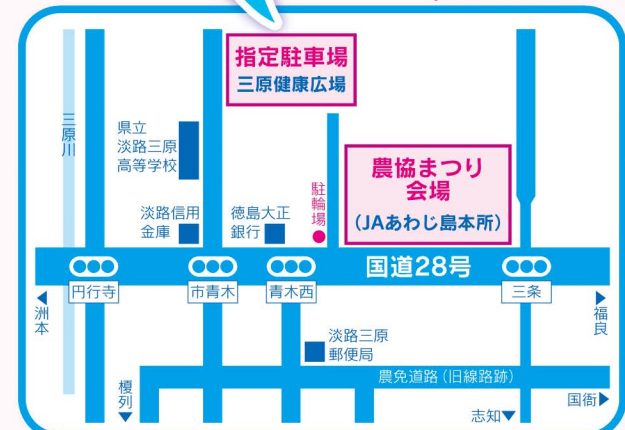 指定駐車場
三原健康広場
三原川
県立
淡路三原
高等学校
駐輪場
農協まつり
会場
(JAあわじ島本所)
淡路信用
金庫
徳島大正
銀行
国道28号
円行寺
市青木
青木西
三条
洲本
福良
淡路三原
郵便局
農免道路(旧線路跡)
榎列
志知
国衙